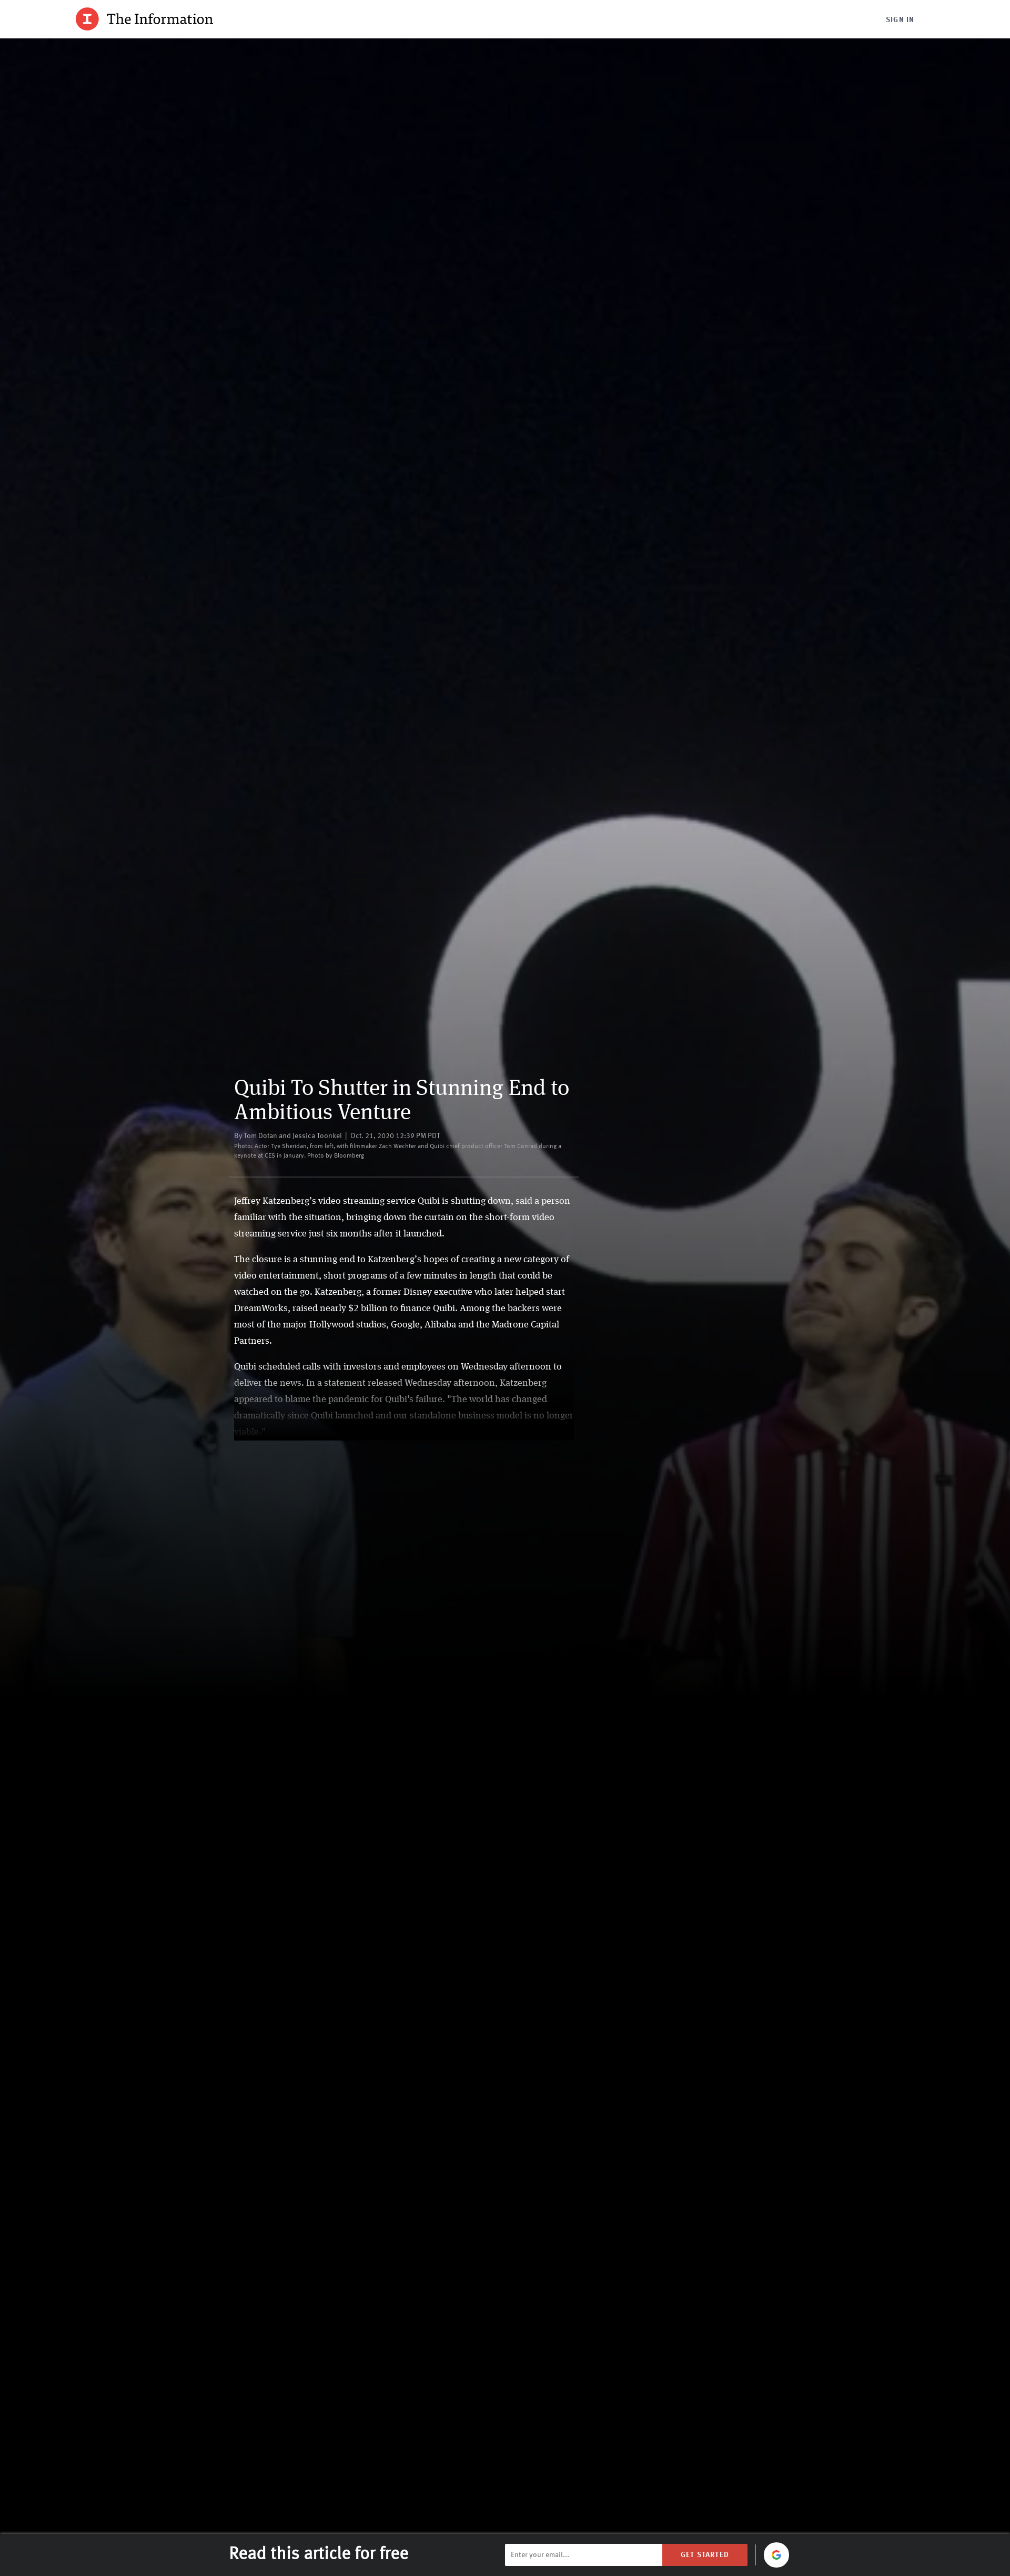 I The Information
SIGN IN
Quibi To Shutter in Stunning End to
Ambitious Venture
By Tom Dotan and Jessica Toonkel | Oct. 21, 2020 12:39 PM PDT
Photo: Actor Tye Sheridan, from left, with filmmaker Zach Wechter and Quibi chief product officer Tom Conrad during a
keynote at CES in January. Photo by Bloomberg
Jeffrey Katzenberg's video streaming service Quibi is shutting down, said a person
familiar with the situation, bringing down the curtain on the short-form video
streaming service just six months after it launched.
The closure is a stunning end to Katzenberg's hopes of creating a new category of
video entertainment, short programs of a few minutes in length that could be
watched on the go. Katzenberg, a former Disney executive who later helped start
DreamWorks, raised nearly $2 billion to finance Quibi. Among the backers were
most of the major Hollywood studios, Google, Alibaba and the Madrone Capital
Partners.
Quibi scheduled calls with investors and employees on Wednesday afternoon to
deliver the news. In a statement released Wednesday afternoon, Katzenberg
appeared to blame the pandemic for Quibi's failure. "The world has changed
dramatically since Quibi launched and our standalone business model is no longer
viable."
Read this article for free
Enter your email...
GET STARTED
G